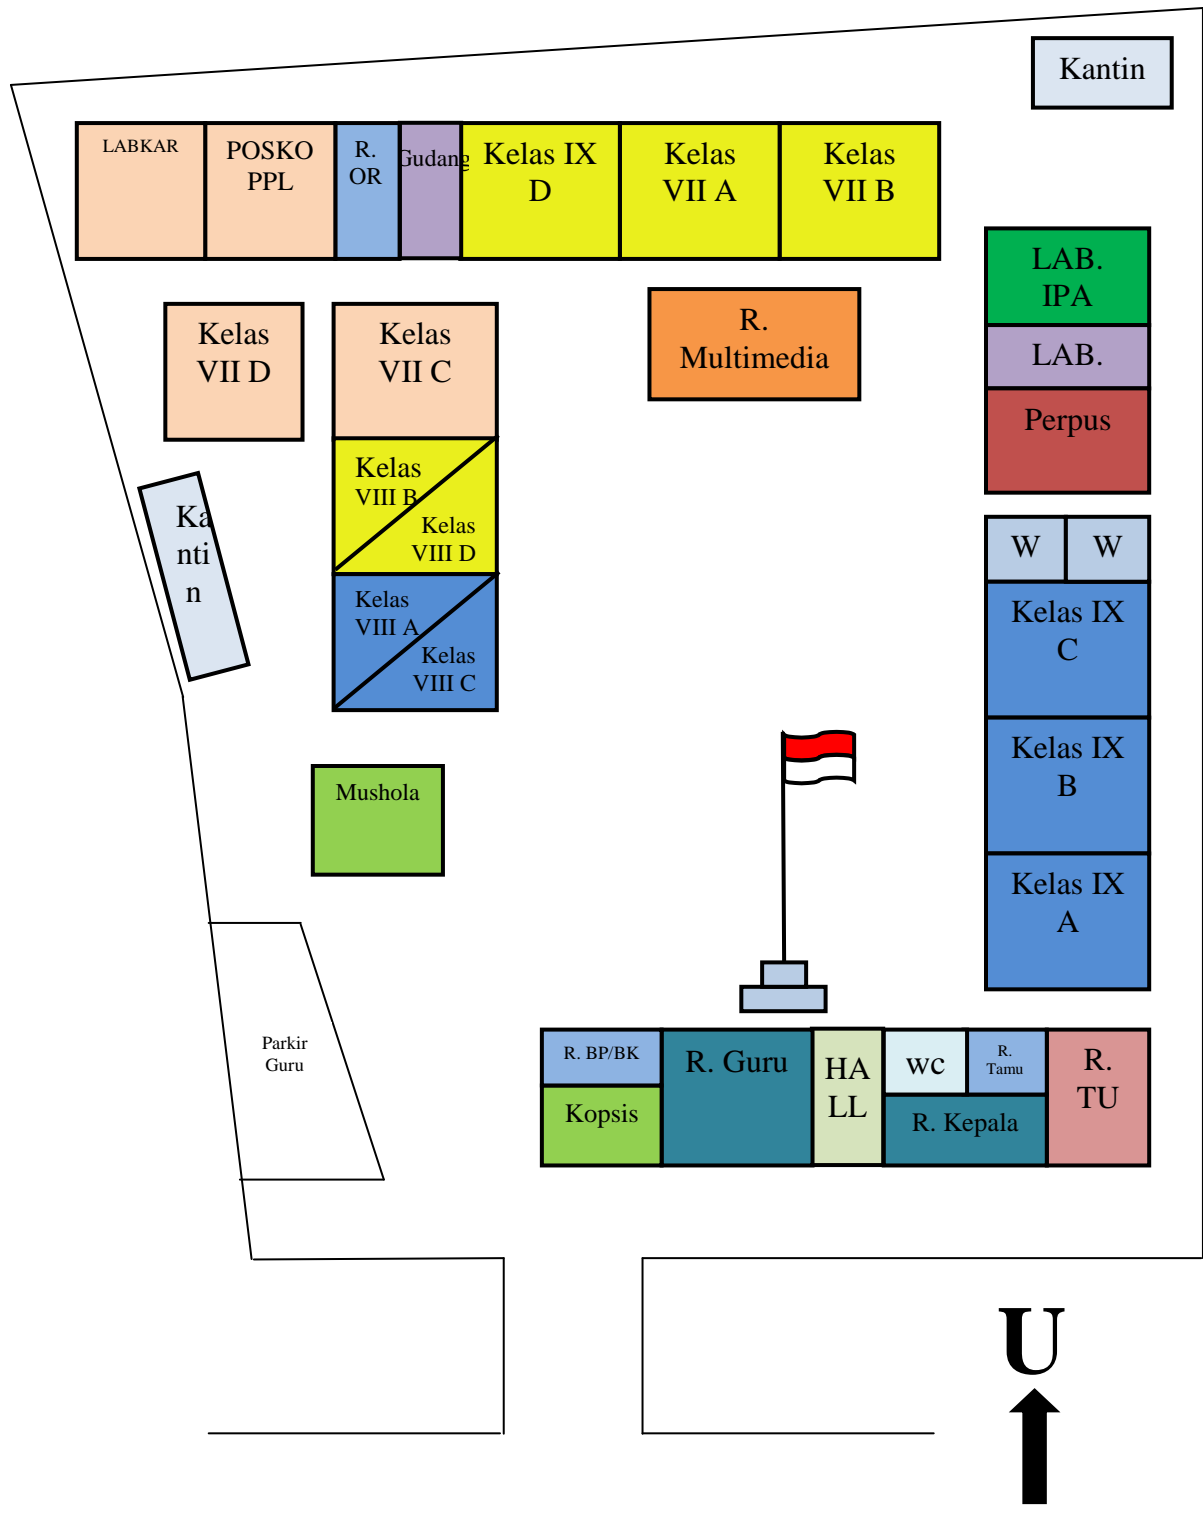 Kantin
LABKAR
POSKO
PPL
R.
OR
Gudang
Kelas IX
D
Kelas
VII A
Kelas
VII B
LAB.
IPA
LAB.
Perpus
R.
Multimedia
Kelas
VII D
Kelas
VII C
Kelas
VIII B
Kelas
VIII D
Kelas
VIII A
Kelas
VIII C
Ka
nti
n
W
W
Kelas IX
C
Kelas IX
B
Kelas IX
A
Mushola
Parkir
Guru
R. BP/BK
Kopsis
R. Guru
HA
LL
wc
R.
Tamu
R. Kepala
R.
TU
U